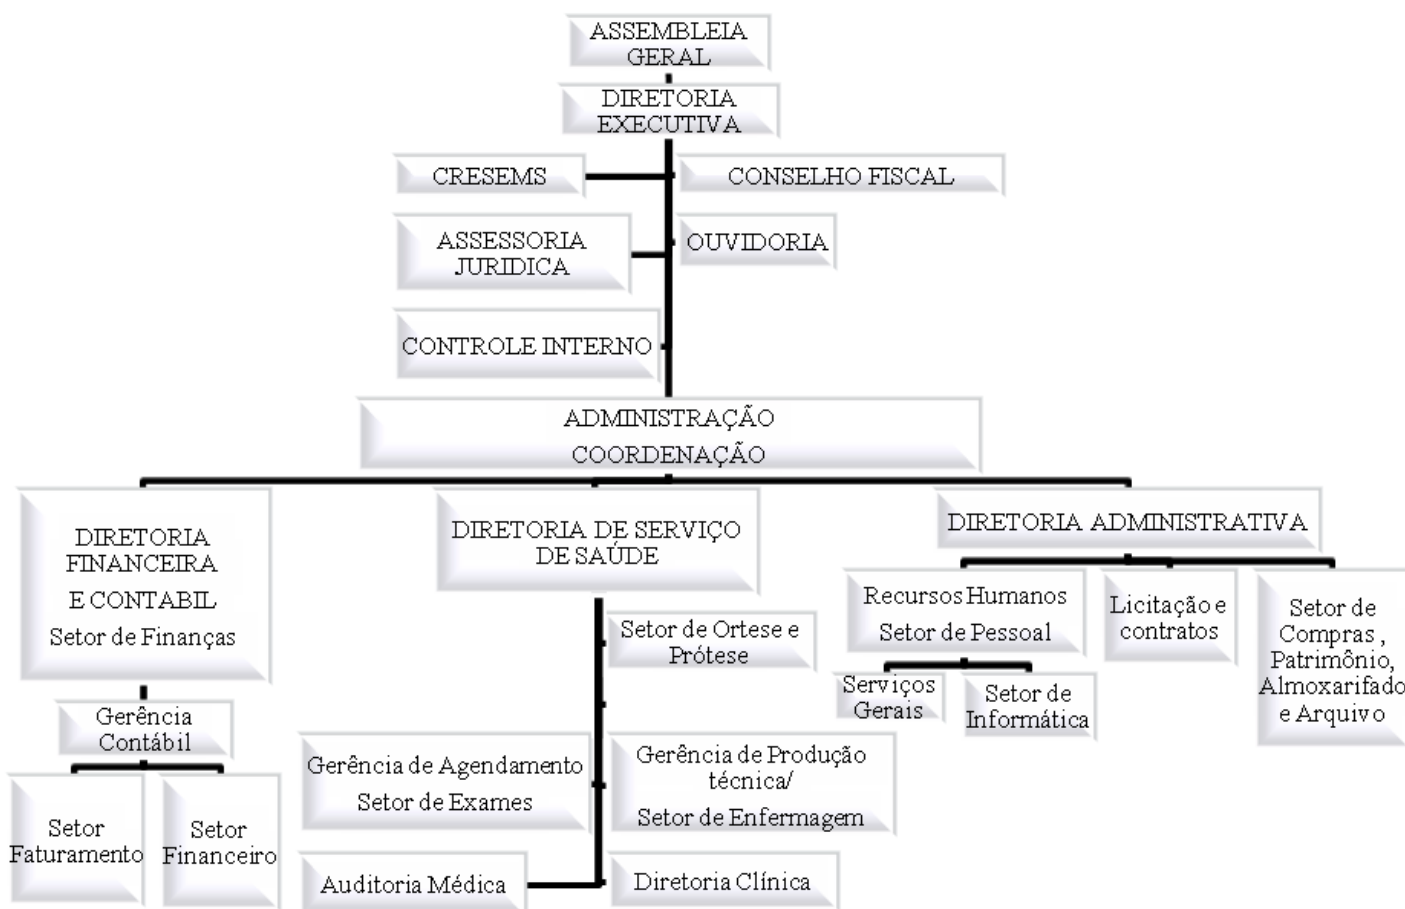 ASSEMBLEIA
GERAL
DIRETORIA
EXECUTIVA
CRESEMS
CONSELHO FISCAL
ASSESSORIA
JURIDICA
OUVIDORIA
CONTROLE INTERNO
ADMINISTRAÇÃO
COORDENAÇÃO
DIRETORIA
FINANCEIRA
E CONTABIL
Setor de Finanças
DIRETORIA DE SERVIÇO
DE SAÚDE
DIRETORIA ADMINISTRATIVA
Recursos Humanos
Setor de Pessoal
Licitação e
contratos
Setor de
Compras ,
Patrimônio,
Almoxarifado
e Arquivo
Setor de Ortese e
Prótese
Serviços
Gerais
Setor de
Informática
Gerência
Contábil
Gerência de Agendamento
Setor de Exames
Gerência de Produção
técnica/
Setor de Enfermagem
Setor
Faturamento
Setor
Financeiro
Auditoria Médica
Diretoria Clínica